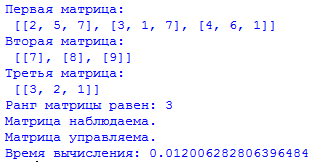 Первая матрица:
[[2, 5, 7], [3, 1, 7], [4, 6, 1]]
Вторая матрица:
[[7], [8], [9]]
Третья матрица:
[[3, 2, 1]]
Ранг матрицы равен: 3
Матрица наблюдаема.
Матрица управляема.
Время вычисления: 0.012006282806396484